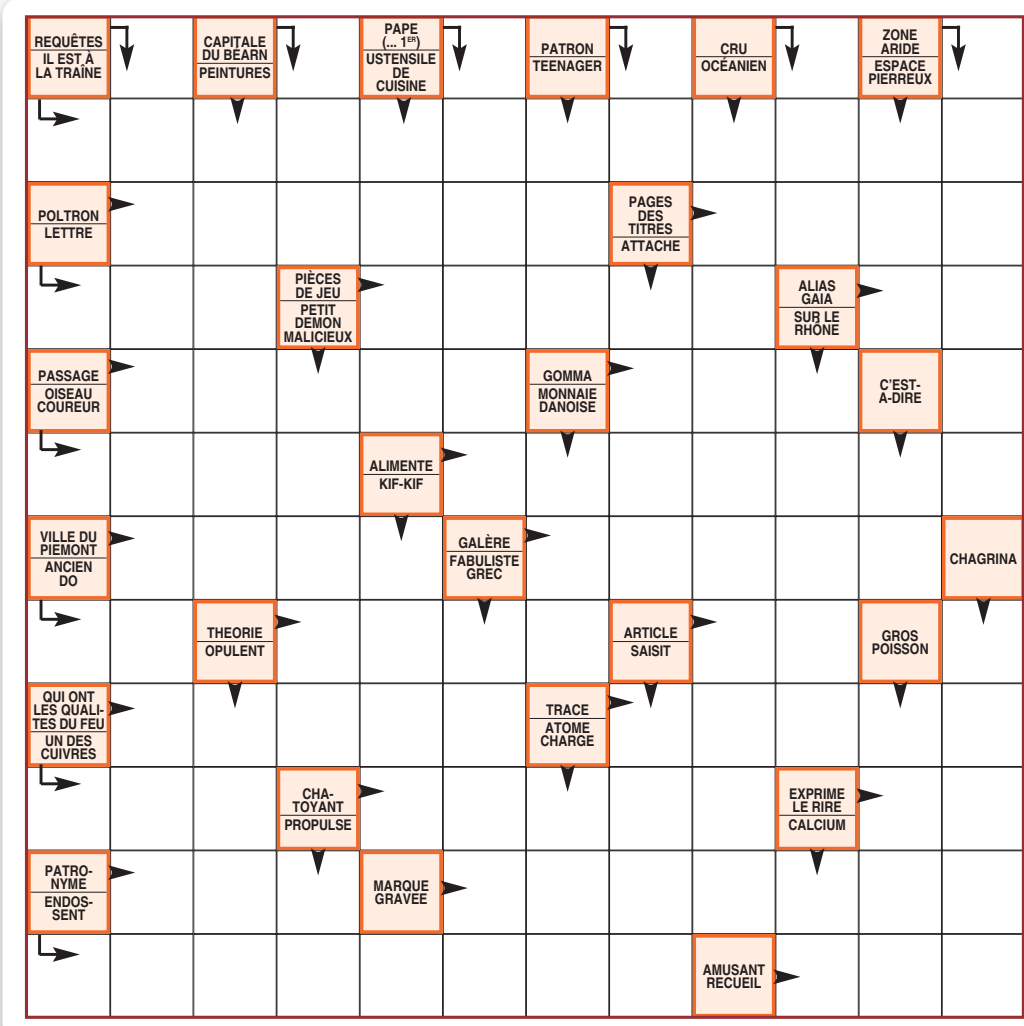 REQUÊTES
IL EST À
LA TRAÎNE
CAPITALE
DU BÉARN
PEINTURES
PAPE
(... 1ER)
USTENSILE
DE
CUISINE
PATRON
TEENAGER
CRU
OCÉANIEN
ZONE
ARIDE
ESPACE
PIERREUX
POLTRON
LETTRE
PAGES
DES
TITRES
ATTACHE
PIÈCES
DE JEU
PETIT
DEMON
MALICIEUX
ALIAS
GAIA
SUR LE
RHÔNE
PASSAGE
OISEAU
COUREUR
GOMMA
MONNAIE
DANOISE
C'EST-
A-DIRE
ALIMENTE
KIF-KIF
VILLE DU
PIEMONT
ANCIEN
DO
GALÈRE
FABULISTE
GREC
CHAGRINA
THEORIE
OPULENT
ARTICLE
SAISIT
GROS
POISSON
QUI ONT
LES QUALI-
TES DU FEU
UN DES
CUIVRES
TRACE
ATOME
CHARGE
CHA-
TOYANT
PROPULSE
EXPRIME
LE RIRE
CALCIUM
PATRO-
NYME
ENDOS-
SENT
MARQUE
GRAVEE
AMUSANT
RECUEIL